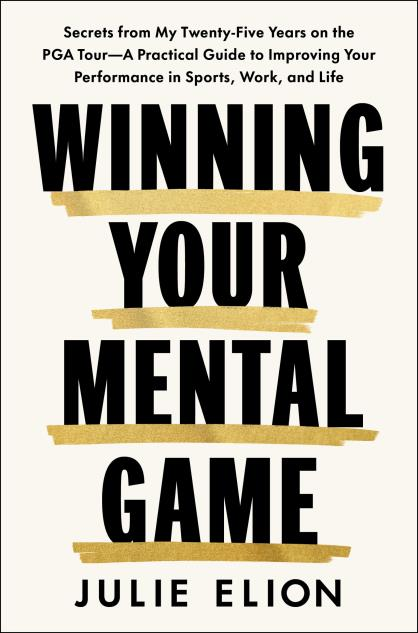 Secrets from My Twenty-Five Years on the
PGA Tour—A Practical Guide to Improving Your
Performance in Sports, Work, and Life
WINNING
YOUR
MENTAL
GAME
JULIE ELION